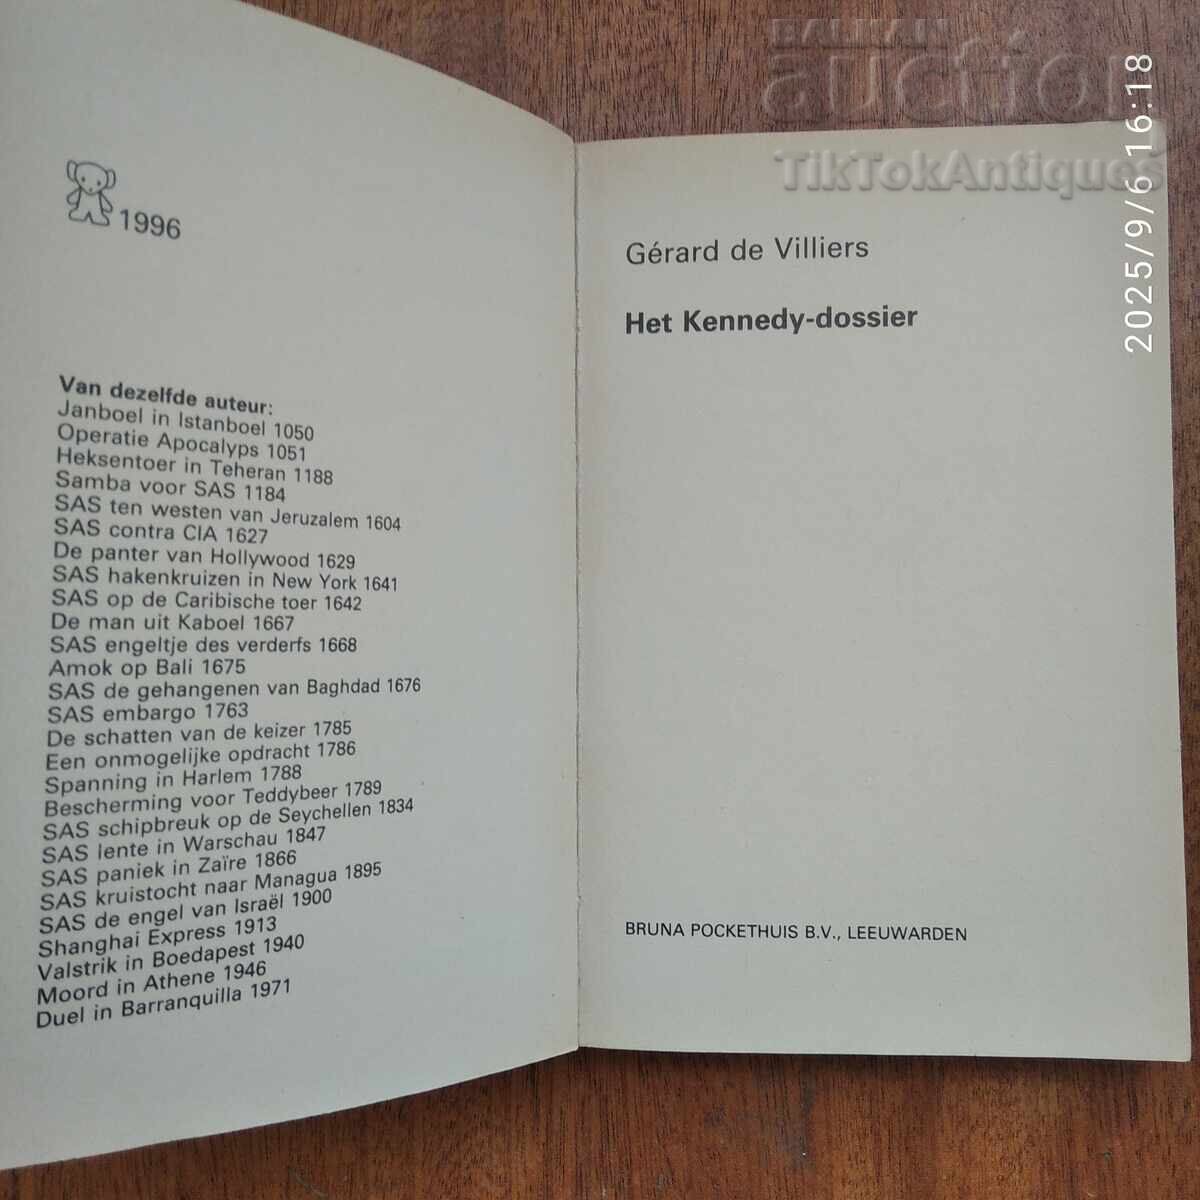 1996
Van dezelfde auteur:
Janboel in Istanboel 1050
Operatie Apocalyps 1051
Heksentoer in Teheran 1188
Samba voor SAS 1184
SAS ten westen van Jeruzalem 1604
SAS contra CIA 1627
De panter van Hollywood 1629
SAS hakenkruizen in New York 1641
SAS op de Caribische toer 1642
De man uit Kaboel 1667
SAS engeltje des verderfs 1668
Amok op Bali 1675
SAS de gehangenen van Baghdad 1676
SAS embargo 1763
De schatten van de keizer 1785
Een onmogelijke opdracht 1786
Spanning in Harlem 1788
Bescherming voor Teddybeer 1789
SAS schipbreuk op de Seychellen 1834
SAS lente in Warschau 1847
SAS paniek in Zaïre 1866
SAS kruistocht naar Managua 1895
SAS de engel van Israël 1900
Shanghai Express 1913
Valstrik in Boedapest 1940
Moord in Athene 1946
Duel in Barranquilla 1971
Gérard de Villiers
Het Kennedy-dossier
BRUNA POCKETHUIS B.V., LEEUWARDEN
BALKAN
auction
TikTokAntiques
2025/9/6 16:18